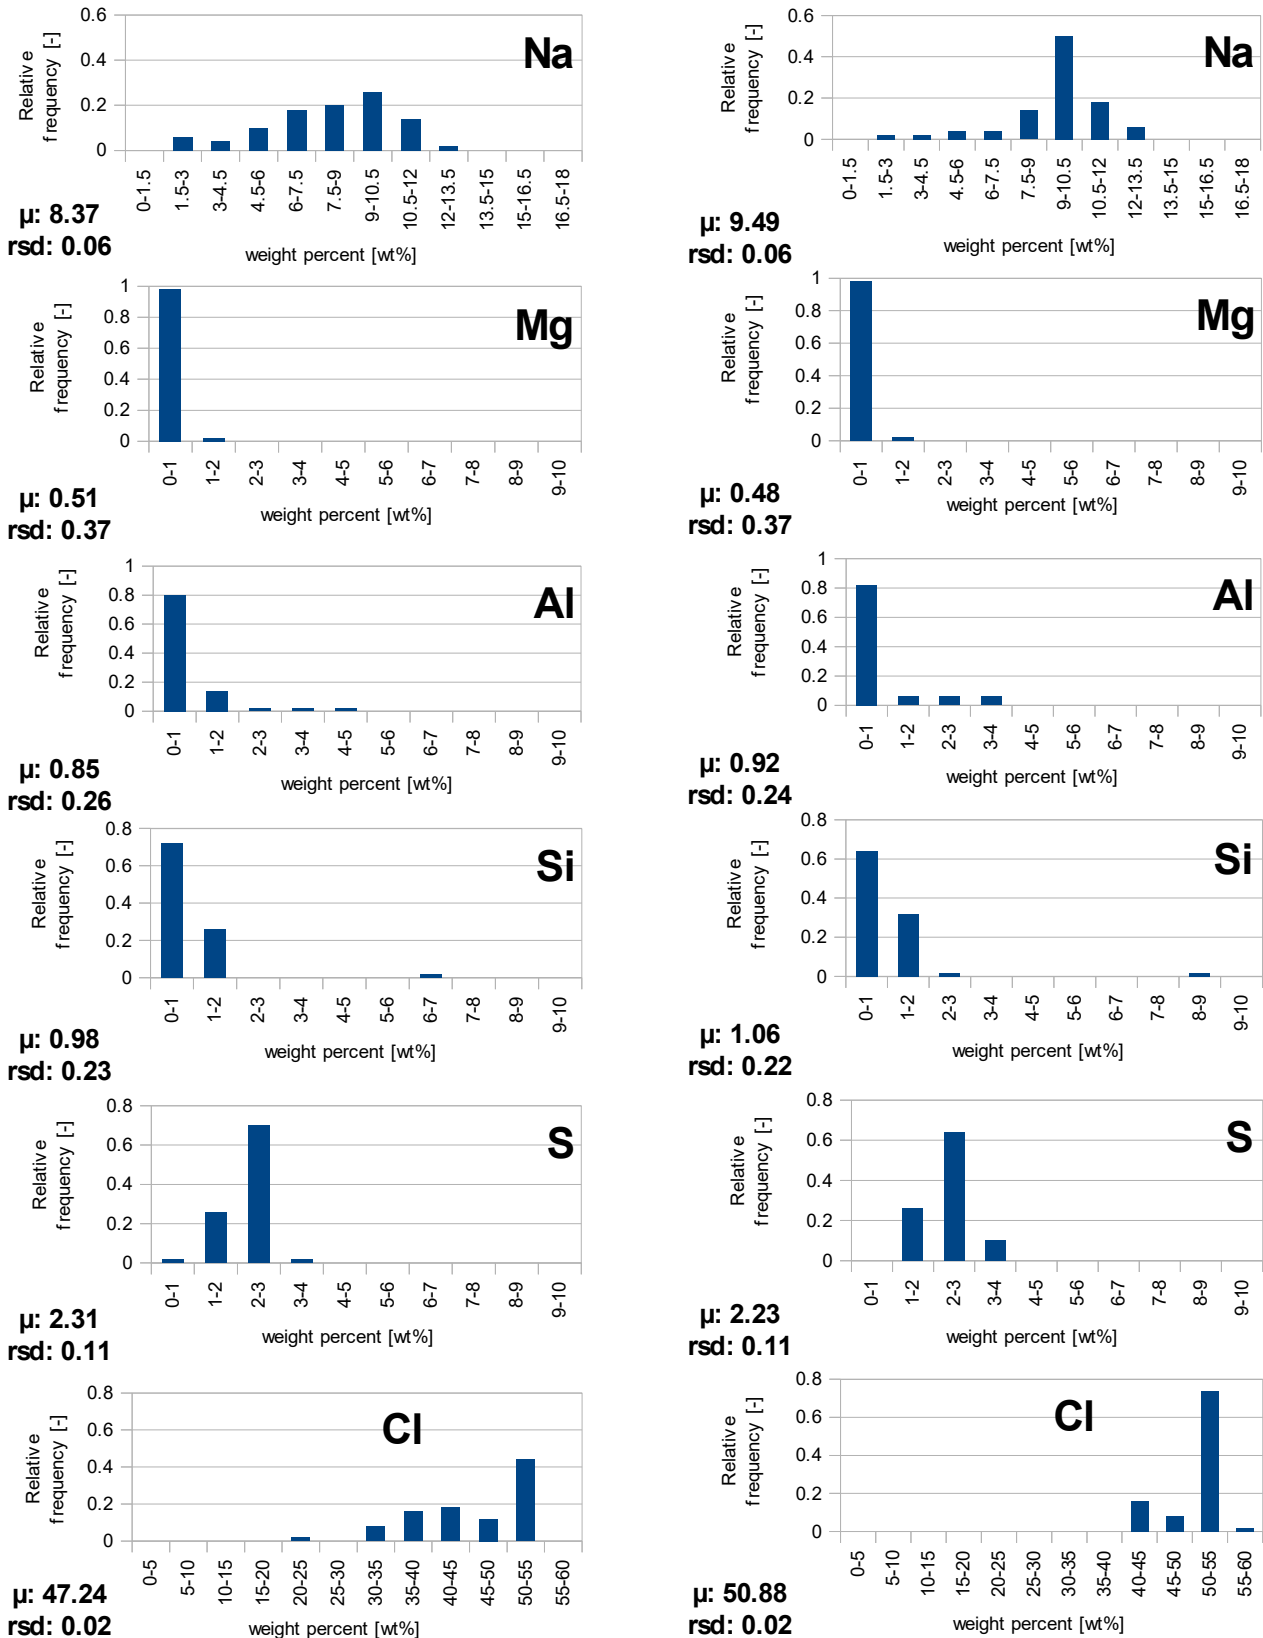 Relative
frequency [-]
0.6
0.4
0.2
0
Na
0-1.5
1.5-3
3-4.5
4.5-6
6-7.5
7.5-9
9-10.5
10.5-12
12-13.5
13.5-15
15-16.5
16.5-18
weight percent [wt%]
µ: 8.37
rsd: 0.06
Relative
frequency [-]
0.6
0.4
0.2
0
Na
0-1.5
1.5-3
3-4.5
4.5-6
6-7.5
7.5-9
9-10.5
10.5-12
12-13.5
13.5-15
15-16.5
16.5-18
weight percent [wt%]
µ: 9.49
rsd: 0.06
Relative
frequency [-]
1
0.8
0.6
0.4
0.2
0
Mg
0-1
1-2
2-3
3-4
4-5
5-6
6-7
7-8
8-9
9-10
weight percent [wt%]
µ: 0.51
rsd: 0.37
Relative
frequency [-]
1
0.8
0.6
0.4
0.2
0
Mg
0-1
1-2
2-3
3-4
4-5
5-6
6-7
7-8
8-9
9-10
weight percent [wt%]
µ: 0.48
rsd: 0.37
Relative
frequency [-]
1
0.8
0.6
0.4
0.2
0
Al
0-1
1-2
2-3
3-4
4-5
5-6
6-7
7-8
8-9
9-10
weight percent [wt%]
µ: 0.85
rsd: 0.26
Relative
frequency [-]
1
0.8
0.6
0.4
0.2
0
Al
0-1
1-2
2-3
3-4
4-5
5-6
6-7
7-8
8-9
9-10
weight percent [wt%]
µ: 0.92
rsd: 0.24
Relative
frequency [-]
0.8
0.6
0.4
0.2
0
Si
0-1
1-2
2-3
3-4
4-5
5-6
6-7
7-8
8-9
9-10
weight percent [wt%]
µ: 0.98
rsd: 0.23
Relative
frequency [-]
0.8
0.6
0.4
0.2
0
Si
0-1
1-2
2-3
3-4
4-5
5-6
6-7
7-8
8-9
9-10
weight percent [wt%]
µ: 1.06
rsd: 0.22
Relative
frequency [-]
0.8
0.6
0.4
0.2
0
S
0-1
1-2
2-3
3-4
4-5
5-6
6-7
7-8
8-9
9-10
weight percent [wt%]
µ: 2.31
rsd: 0.11
Relative
frequency [-]
0.8
0.6
0.4
0.2
0
S
0-1
1-2
2-3
3-4
4-5
5-6
6-7
7-8
8-9
9-10
weight percent [wt%]
µ: 2.23
rsd: 0.11
Relative
frequency [-]
0.8
0.6
0.4
0.2
0
Cl
0-5
5-10
10-15
15-20
20-25
25-30
30-35
35-40
40-45
45-50
50-55
55-60
weight percent [wt%]
µ: 47.24
rsd: 0.02
Relative
frequency [-]
0.8
0.6
0.4
0.2
0
Cl
0-5
5-10
10-15
15-20
20-25
25-30
30-35
35-40
40-45
45-50
50-55
55-60
weight percent [wt%]
µ: 50.88
rsd: 0.02